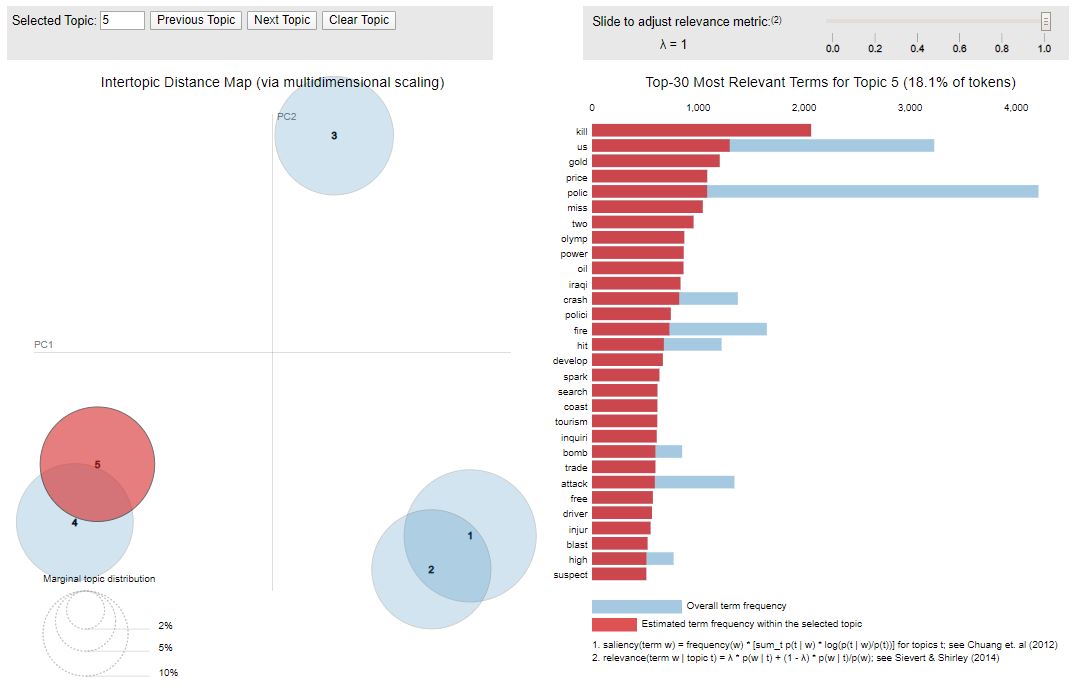 Selected Topic: 5 Previous Topic Next Topic Clear Topic
Slide to adjust relevance metric:(2)
λ = 1
0.0 0.2 0.4 0.6 0.8 1.0
Intertopic Distance Map (via multidimensional scaling)
PC2
3
PC1
5
4
1
2
Marginal topic distribution
2%
5%
10%
Top-30 Most Relevant Terms for Topic 5 (18.1% of tokens)
0 1,000 2,000 3,000 4,000
kill
us
gold
price
polic
miss
two
olymp
power
oil
iraqi
crash
polici
fire
hit
develop
spark
search
coast
tourism
inquiri
bomb
trade
attack
free
driver
injur
blast
high
suspect
Overall term frequency
Estimated term frequency within the selected topic
1. saliency(term w) = frequency(w) * [sum_t p(t | w) * log(p(t | w)/p(t))] for topics t; see Chuang et. al (2012)
2. relevance(term w | topic t) = λ * p(w | t) + (1 - λ) * p(w | t)/p(w); see Sievert & Shirley (2014)